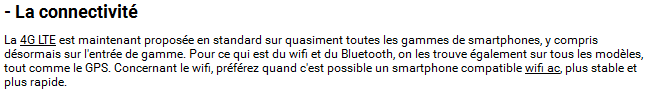 - La connectivité
La 4G LTE est maintenant proposée en standard sur quasiment toutes les gammes de smartphones, y compris
désormais sur l'entrée de gamme. Pour ce qui est du wifi et du Bluetooth, on les trouve également sur tous les modèles,
tout comme le GPS. Concernant le wifi, préférez quand c'est possible un smartphone compatible wifi ac, plus stable et
plus rapide.